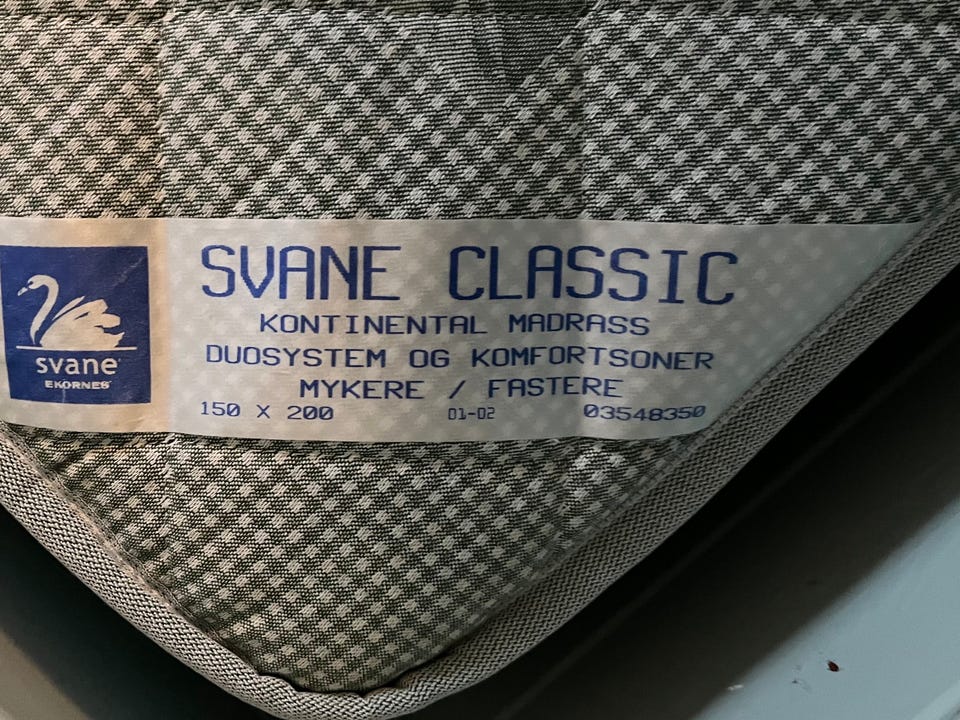 svane
EKORNES
SVANE CLASSIC
KONTINENTAL MADRASS
DUOSYSTEM OG KOMFORTSONER
MYKERE / FASTERE
150 X 200 01-02 03548350